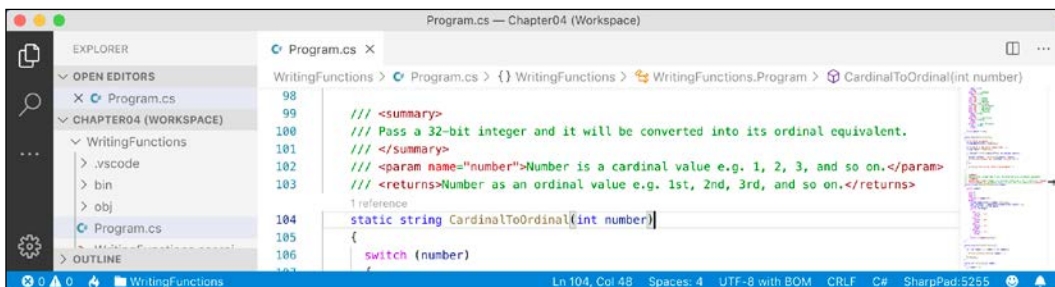 Program.cs — Chapter04 (Workspace)
EXPLORER
OPEN EDITORS
Program.cs
CHAPTER04 (WORKSPACE)
WritingFunctions
.vscode
bin
obj
Program.cs
OUTLINE
Program.cs
WritingFunctions > Program.cs > {} WritingFunctions > WritingFunctions.Program > CardinalToOrdinal(int number)
98
99 /// <summary>
100 /// Pass a 32-bit integer and it will be converted into its ordinal equivalent.
101 /// </summary>
102 /// <param name="number">Number is a cardinal value e.g. 1, 2, 3, and so on.</param>
103 /// <returns>Number as an ordinal value e.g. 1st, 2nd, 3rd, and so on.</returns>
1 reference
104 static string CardinalToOrdinal(int number)
105 {
106 switch (number)
0 0 WritingFunctions Ln 104, Col 48 Spaces: 4 UTF-8 with BOM CRLF C# SharpPad:5255